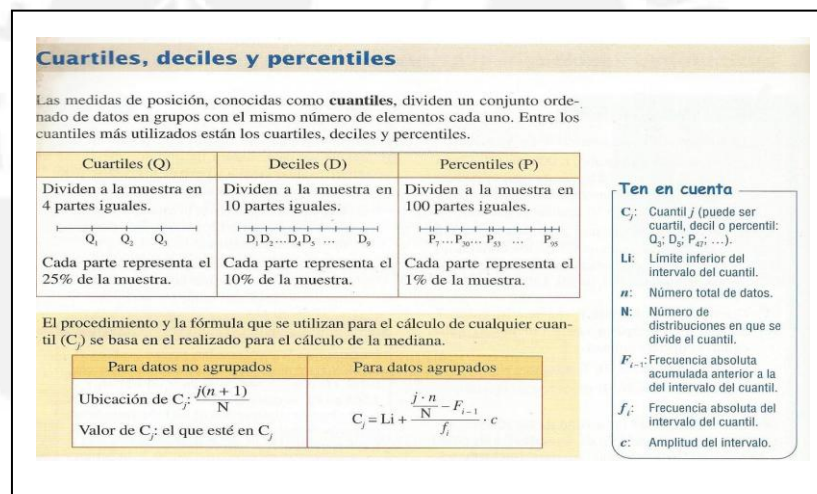 Cuartiles, deciles y percentiles
Las medidas de posición, conocidas como cuantiles, dividen un conjunto orde-
nado de datos en grupos con el mismo número de elementos cada uno. Entre los
cuantiles más utilizados están los cuartiles, deciles y percentiles.
Cuartiles (Q)
Dividen a la muestra en
4 partes iguales.
Q₁ Q₂ Q₃
Cada parte representa el
25% de la muestra.
Deciles (D)
Dividen a la muestra en
10 partes iguales.
D₁ D₂ ... D₄ D₅ ... D₉
Cada parte representa el
10% de la muestra.
Percentiles (P)
Dividen a la muestra en
100 partes iguales.
P₇ ... P₃₀ ... P₅₃ ... P₉₅
Cada parte representa el
1% de la muestra.
El procedimiento y la fórmula que se utilizan para el cálculo de cualquier cuan-
til (Cⱼ) se basa en el realizado para el cálculo de la mediana.
Para datos no agrupados
Ubicación de Cⱼ: j(n + 1)/N
Valor de Cⱼ: el que esté en Cⱼ
Para datos agrupados
Cⱼ = Li + (j · n/N − Fᵢ₋₁)/fᵢ · c
Ten en cuenta
Cⱼ: Cuantil j (puede ser
cuartil, decil o percentil:
Q₃; D₅; P₄₇; ...).
Li: Límite inferior del
intervalo del cuantil.
n: Número total de datos.
N: Número de
distribuciones en que se
divide el cuantil.
Fᵢ₋₁: Frecuencia absoluta
acumulada anterior a la
del intervalo del cuantil.
fᵢ: Frecuencia absoluta del
intervalo del cuantil.
c: Amplitud del intervalo.